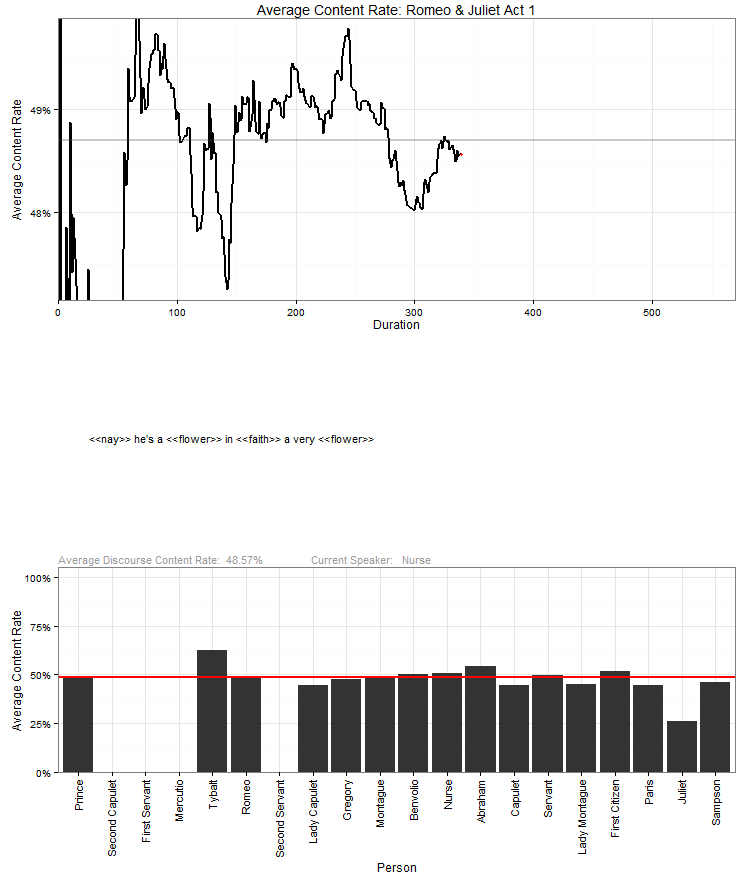 Average Content Rate: Romeo & Juliet Act 1
Average Content Rate
49%
48%
0 100 200 300 400 500
Duration
<<nay>> he's a <<flower>> in <<faith>> a very <<flower>>
Average Discourse Content Rate: 48.57% Current Speaker: Nurse
Average Content Rate
100%
75%
50%
25%
0%
Prince
Second Capulet
First Servant
Mercutio
Tybalt
Romeo
Second Servant
Lady Capulet
Gregory
Montague
Benvolio
Nurse
Abraham
Capulet
Servant
Lady Montague
First Citizen
Paris
Juliet
Sampson
Person